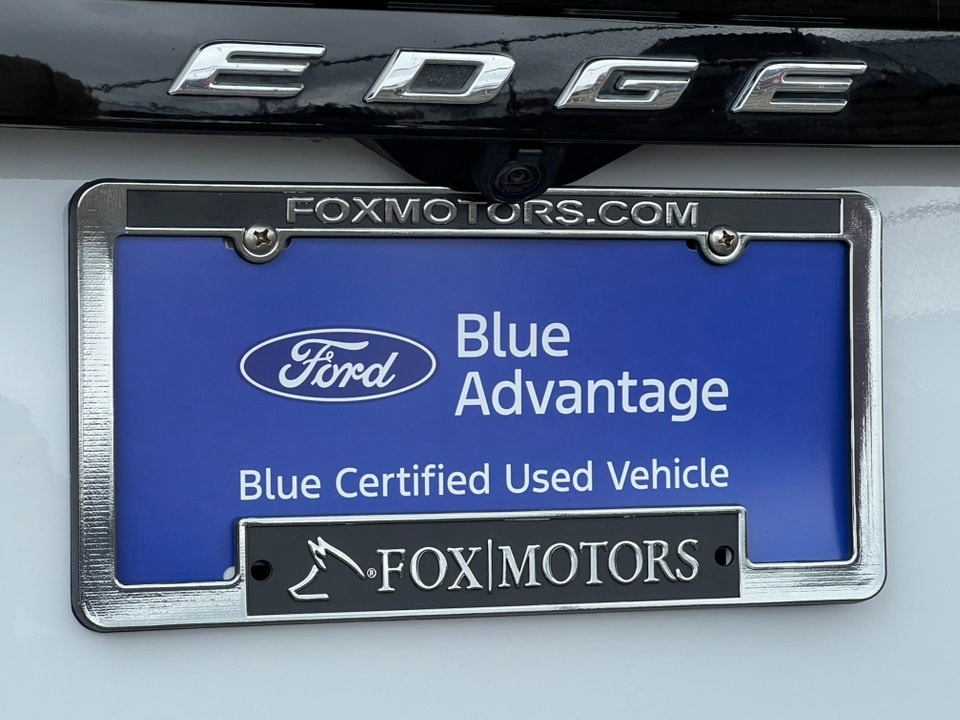 EDGE
FOXMOTORS.COM
Ford
Blue
Advantage
Blue Certified Used Vehicle
®FOX|MOTORS